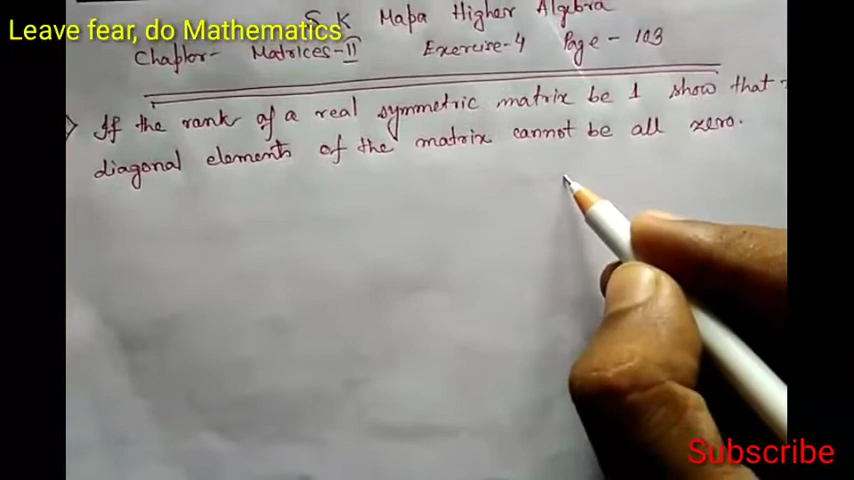 S K Mapa Higher Algebra
Leave fear, do Mathematics
Chapter- Matrices-II Exercise-4 Page - 103
If the rank of a real symmetric matrix be 1 show that
diagonal elements of the matrix cannot be all zero.
Subscribe